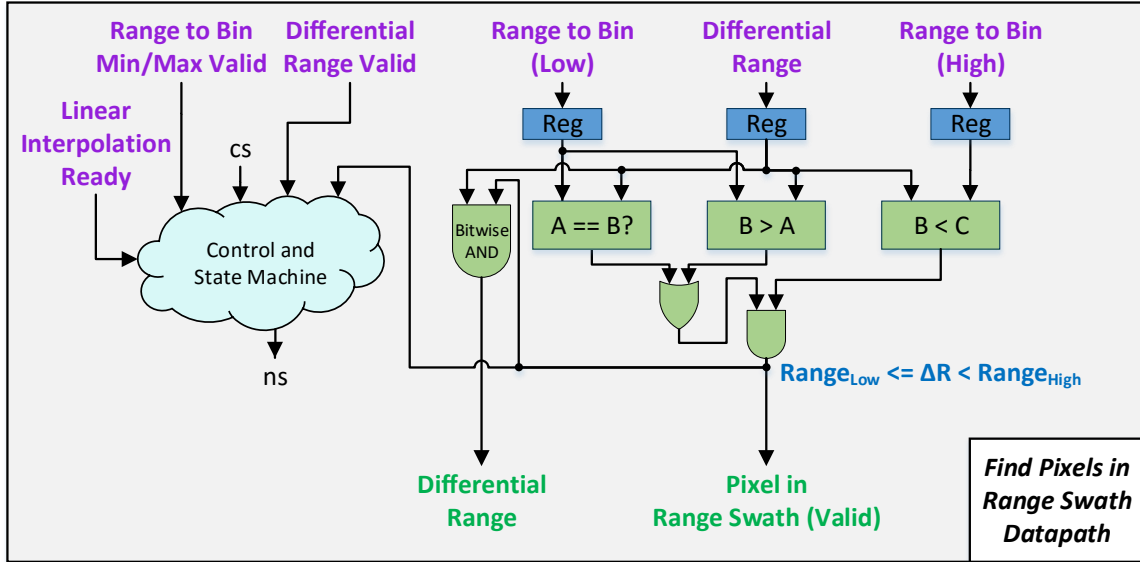 Range to Bin
Min/Max Valid
Differential
Range Valid
Range to Bin
(Low)
Differential
Range
Range to Bin
(High)
Linear
Interpolation
Ready
cs
Reg
Reg
Reg
Control and
State Machine
Bitwise
AND
A == B?
B > A
B < C
ns
Range_Low <= ΔR < Range_High
Differential
Range
Pixel in
Range Swath (Valid)
Find Pixels in
Range Swath
Datapath